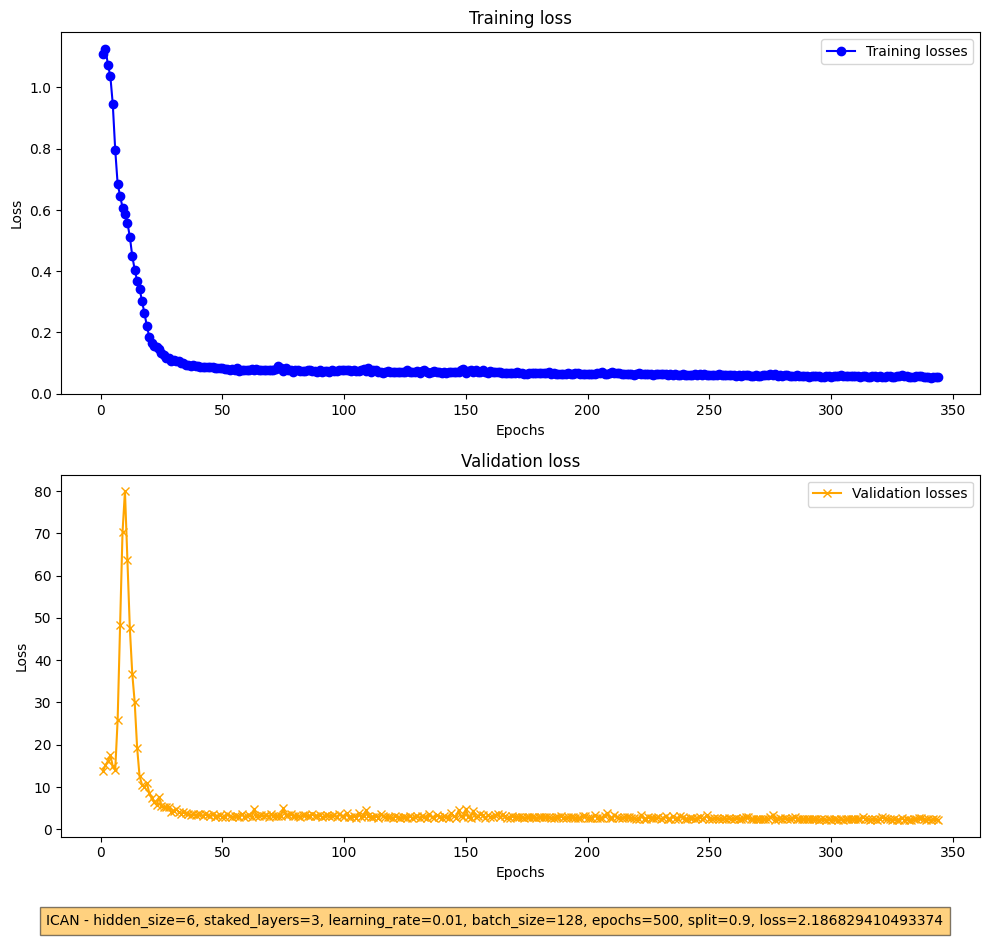 Training loss
Training losses
1.0
0.8
0.6
0.4
0.2
0.0
Loss
0 50 100 150 200 250 300 350
Epochs
Validation loss
Validation losses
80
70
60
50
40
30
20
10
0
Loss
0 50 100 150 200 250 300 350
Epochs
ICAN - hidden_size=6, staked_layers=3, learning_rate=0.01, batch_size=128, epochs=500, split=0.9, loss=2.186829410493374